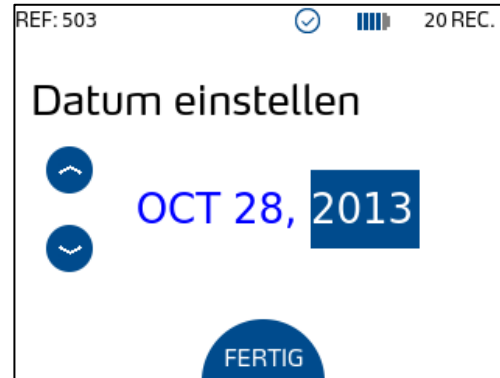 REF: 503 20 REC.
Datum einstellen
OCT 28, 2013
FERTIG